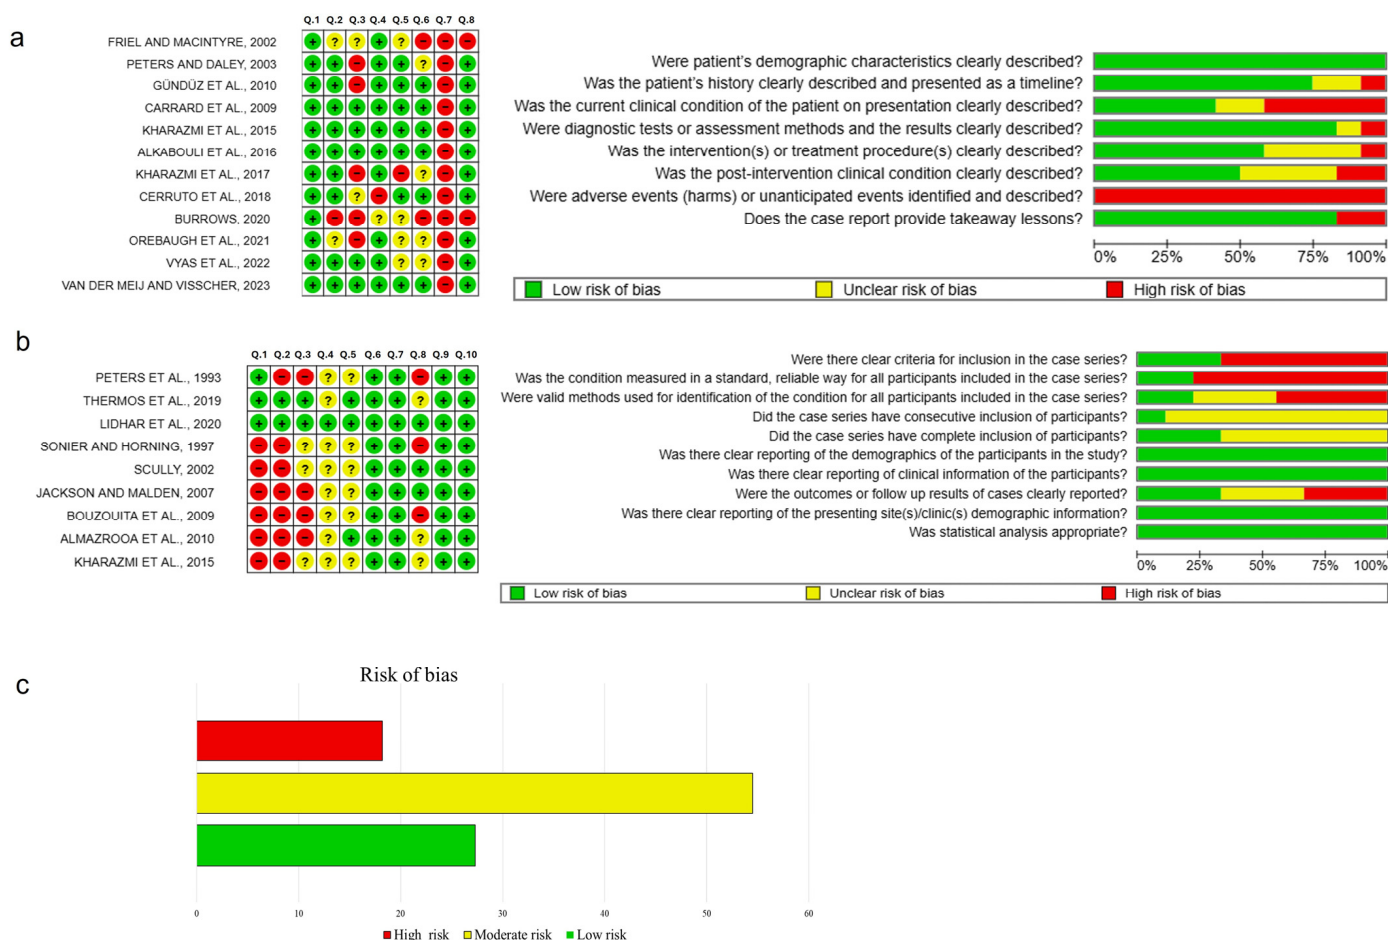 a
Q.1 Q.2 Q.3 Q.4 Q.5 Q.6 Q.7 Q.8
FRIEL AND MACINTYRE, 2002 + ? ? + ? - - -
PETERS AND DALEY, 2003 + + - + + ? - +
GÜNDÜZ ET AL., 2010 + + - + + + - +
CARRARD ET AL., 2009 + + + + + + - +
KHARAZMI ET AL., 2015 + + + + + + - +
ALKABOULI ET AL., 2016 + + + + + + - +
KHARAZMI ET AL., 2017 + + - + - ? - +
CERRUTO ET AL., 2018 + + ? - + + - +
BURROWS. 2020 + - - ? ? - - -
OREBAUGH ET AL., 2021 + ? - + ? ? - +
VYAS ET AL., 2022 + + + + ? ? - +
VAN DER MEIJ AND VISSCHER, 2023 + + + + + + - +
Were patient's demographic characteristics clearly described?
Was the patient's history clearly described and presented as a timeline?
Was the current clinical condition of the patient on presentation clearly described?
Were diagnostic tests or assessment methods and the results clearly described?
Was the intervention(s) or treatment procedure(s) clearly described?
Was the post-intervention clinical condition clearly described?
Were adverse events (harms) or unanticipated events identified and described?
Does the case report provide takeaway lessons?
0% 25% 50% 75% 100%
Low risk of bias Unclear risk of bias High risk of bias
b
Q.1 Q.2 Q.3 Q.4 Q.5 Q.6 Q.7 Q.8 Q.9 Q.10
PETERS ET AL., 1993 + - - ? ? + + - + +
THERMOS ET AL., 2019 + + + ? + + + ? + +
LIDHAR ET AL., 2020 + + + + + + + + + +
SONIER AND HORNING, 1997 - - ? ? ? + + - + +
SCULLY, 2002 - - ? ? ? + + + + +
JACKSON AND MALDEN, 2007 - - - ? ? + + + + +
BOUZOUITA ET AL., 2009 - - - ? ? + + - + +
ALMAZROOA ET AL., 2010 - - - ? + + + ? + +
KHARAZMI ET AL., 2015 - - ? ? ? + + ? + +
Were there clear criteria for inclusion in the case series?
Was the condition measured in a standard, reliable way for all participants included in the case series?
Were valid methods used for identification of the condition for all participants included in the case series?
Did the case series have consecutive inclusion of participants?
Did the case series have complete inclusion of participants?
Was there clear reporting of the demographics of the participants in the study?
Was there clear reporting of clinical information of the participants?
Were the outcomes or follow up results of cases clearly reported?
Was there clear reporting of the presenting site(s)/clinic(s) demographic information?
Was statistical analysis appropriate?
0% 25% 50% 75% 100%
Low risk of bias Unclear risk of bias High risk of bias
c
Risk of bias
0 10 20 30 40 50 60
High risk Moderate risk Low risk